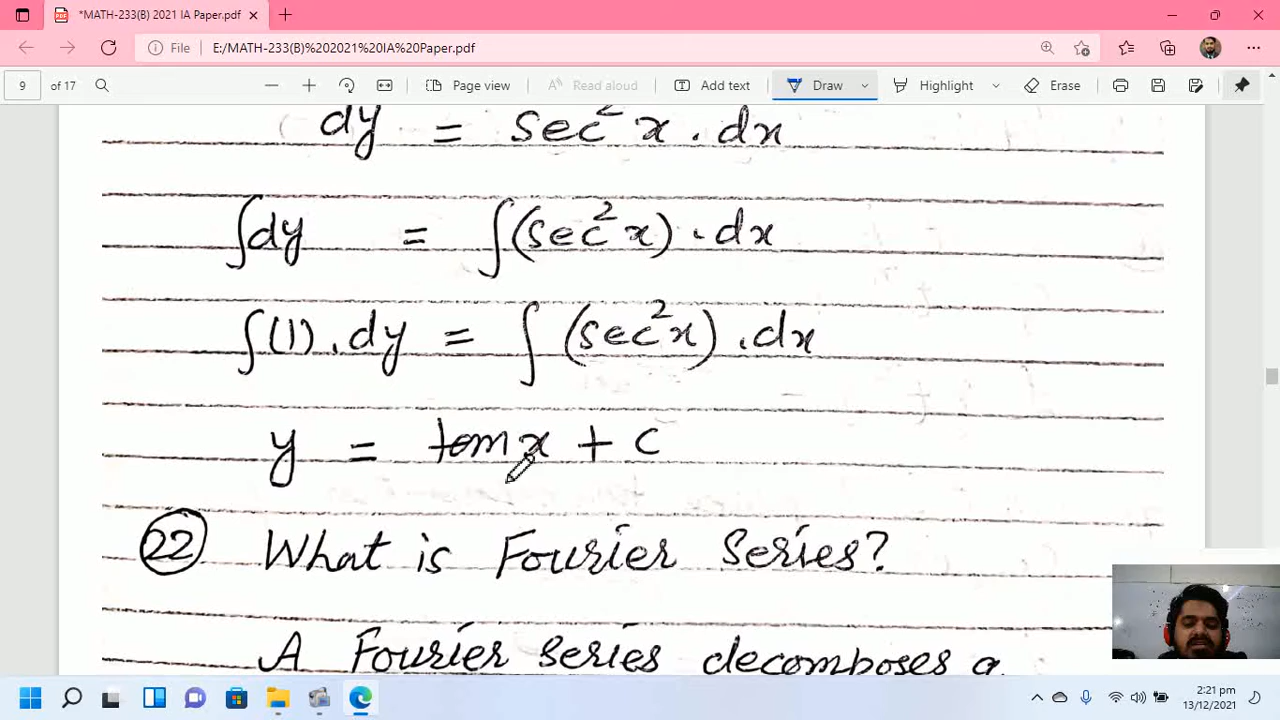 *MATH-233(B) 2021 IA Paper.pdf
File E:/MATH-233(B)%202021%20IA%20Paper.pdf
9 of 17 Page view Read aloud Add text Draw Highlight Erase
dy = sec²x . dx
∫dy = ∫(sec²x) . dx
∫(1) . dy = ∫(sec²x) . dx
y = tan x + c
22 What is Fourier Series?
A Fourier series decomposes a
2:21 pm
13/12/2021